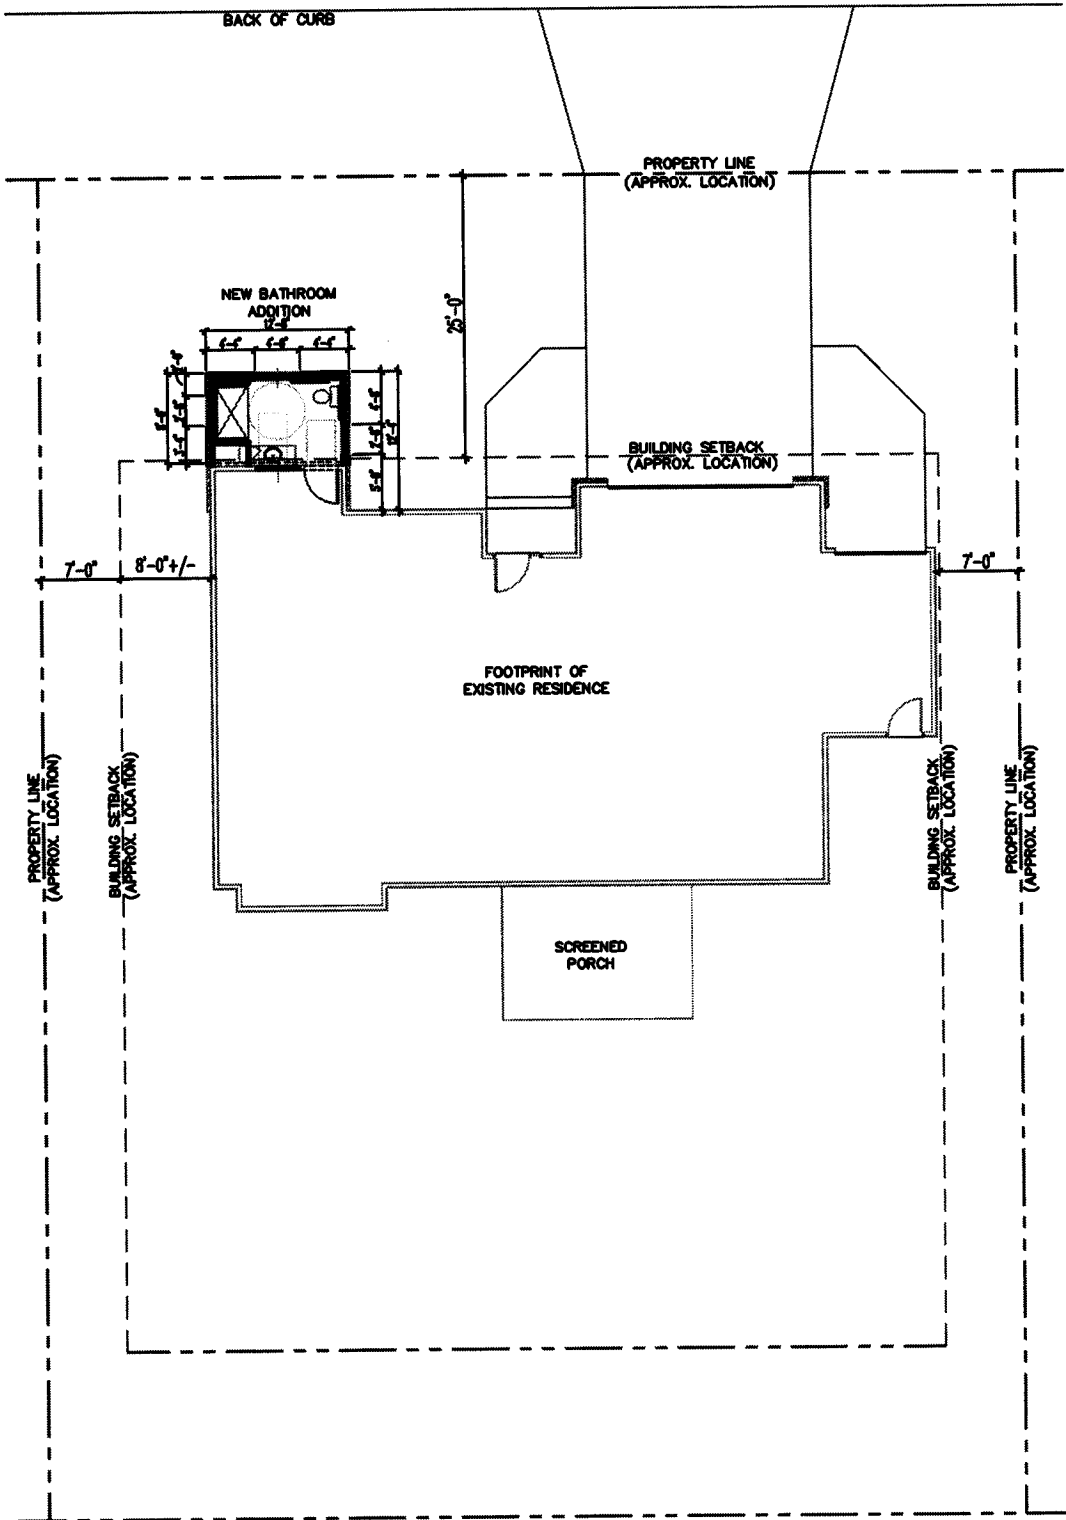 BACK OF CURB
PROPERTY LINE
(APPROX. LOCATION)
NEW BATHROOM
ADDITION
25'-0"
BUILDING SETBACK
(APPROX. LOCATION)
7'-0"
8'-0"+/-
7'-0"
FOOTPRINT OF
EXISTING RESIDENCE
PROPERTY LINE
(APPROX. LOCATION)
BUILDING SETBACK
(APPROX. LOCATION)
BUILDING SETBACK
(APPROX. LOCATION)
PROPERTY LINE
(APPROX. LOCATION)
SCREENED
PORCH